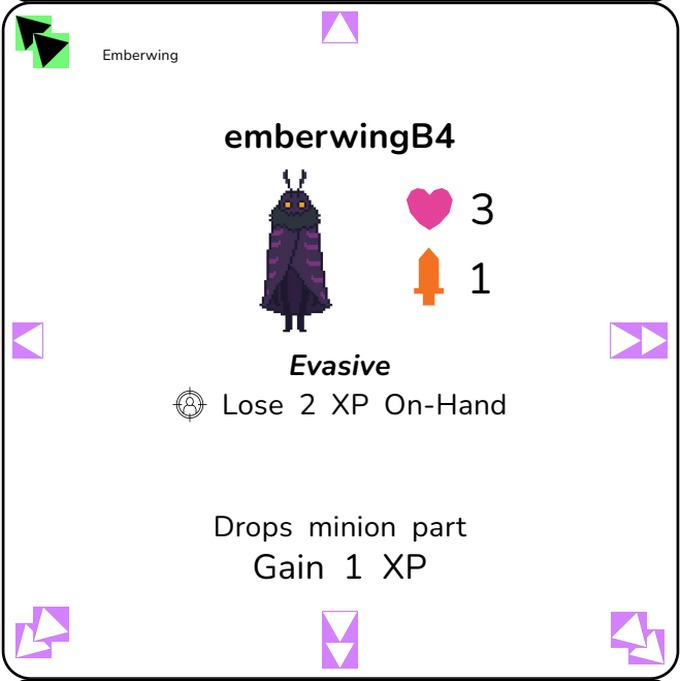 Emberwing
emberwingB4
3
1
Evasive
Lose 2 XP On-Hand
Drops minion part
Gain 1 XP